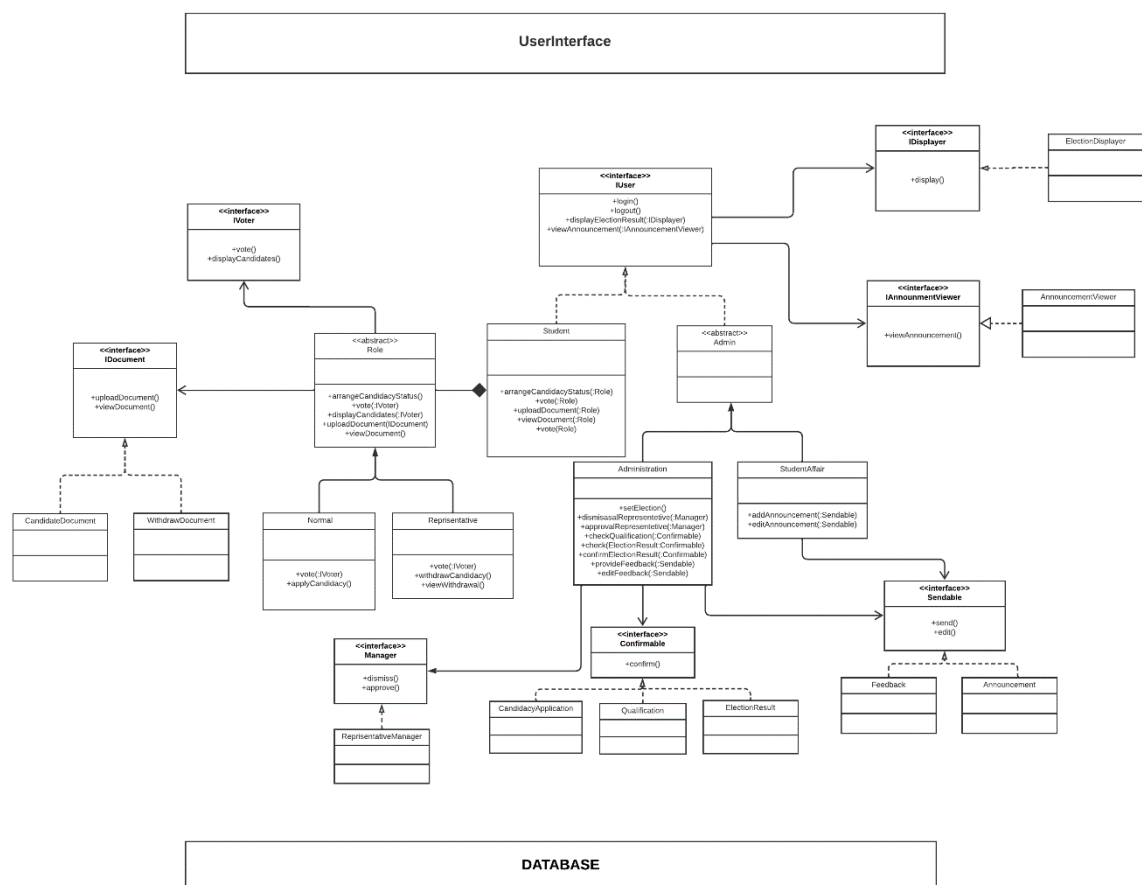 UserInterface
<<interface>>
IDisplayer
+display()
ElectionDisplayer
<<interface>>
IUser
+login()
+logout()
+displayElectionResult(:IDisplayer)
+viewAnnouncement(:IAnnouncementViewer)
<<interface>>
IVoter
+vote()
+displayCandidates()
<<interface>>
IAnnounmentViewer
+viewAnnouncement()
AnnouncementViewer
<<interface>>
IDocument
+uploadDocument()
+viewDocument()
<<abstract>>
Role
+arrangeCandidacyStatus()
+vote(:IVoter)
+displayCandidates(:IVoter)
+uploadDocument(IDocument)
+viewDocument()
Student
+arrangeCandidacyStatus(:Role)
+vote(:Role)
+uploadDocument(:Role)
+viewDocument(:Role)
+vote(Role)
<<abstract>>
Admin
CandidateDocument
WithdrawDocument
Normal
+vote(:IVoter)
+applyCandidacy()
Reprisentative
+vote(:IVoter)
+withdrawCandidacy()
+viewWithdrawal()
Administration
+setElection()
+dismisasalRepresentetive(:Manager)
+approvalRepresentetive(:Manager)
+checkQualification(:Confirmable)
+check(ElectionResult:Confirmable)
+confirmElectionResult(:Confirmable)
+provideFeedback(:Sendable)
+editFeedback(:Sendable)
StudentAffair
+addAnnouncement(:Sendable)
+editAnnouncement(:Sendable)
<<interface>>
Sendable
+send()
+edit()
<<interface>>
Manager
+dismiss()
+approve()
<<interface>>
Confirmable
+confirm()
Feedback
Announcement
CandidacyApplication
Qualification
ElectionResult
ReprisentativeManager
DATABASE